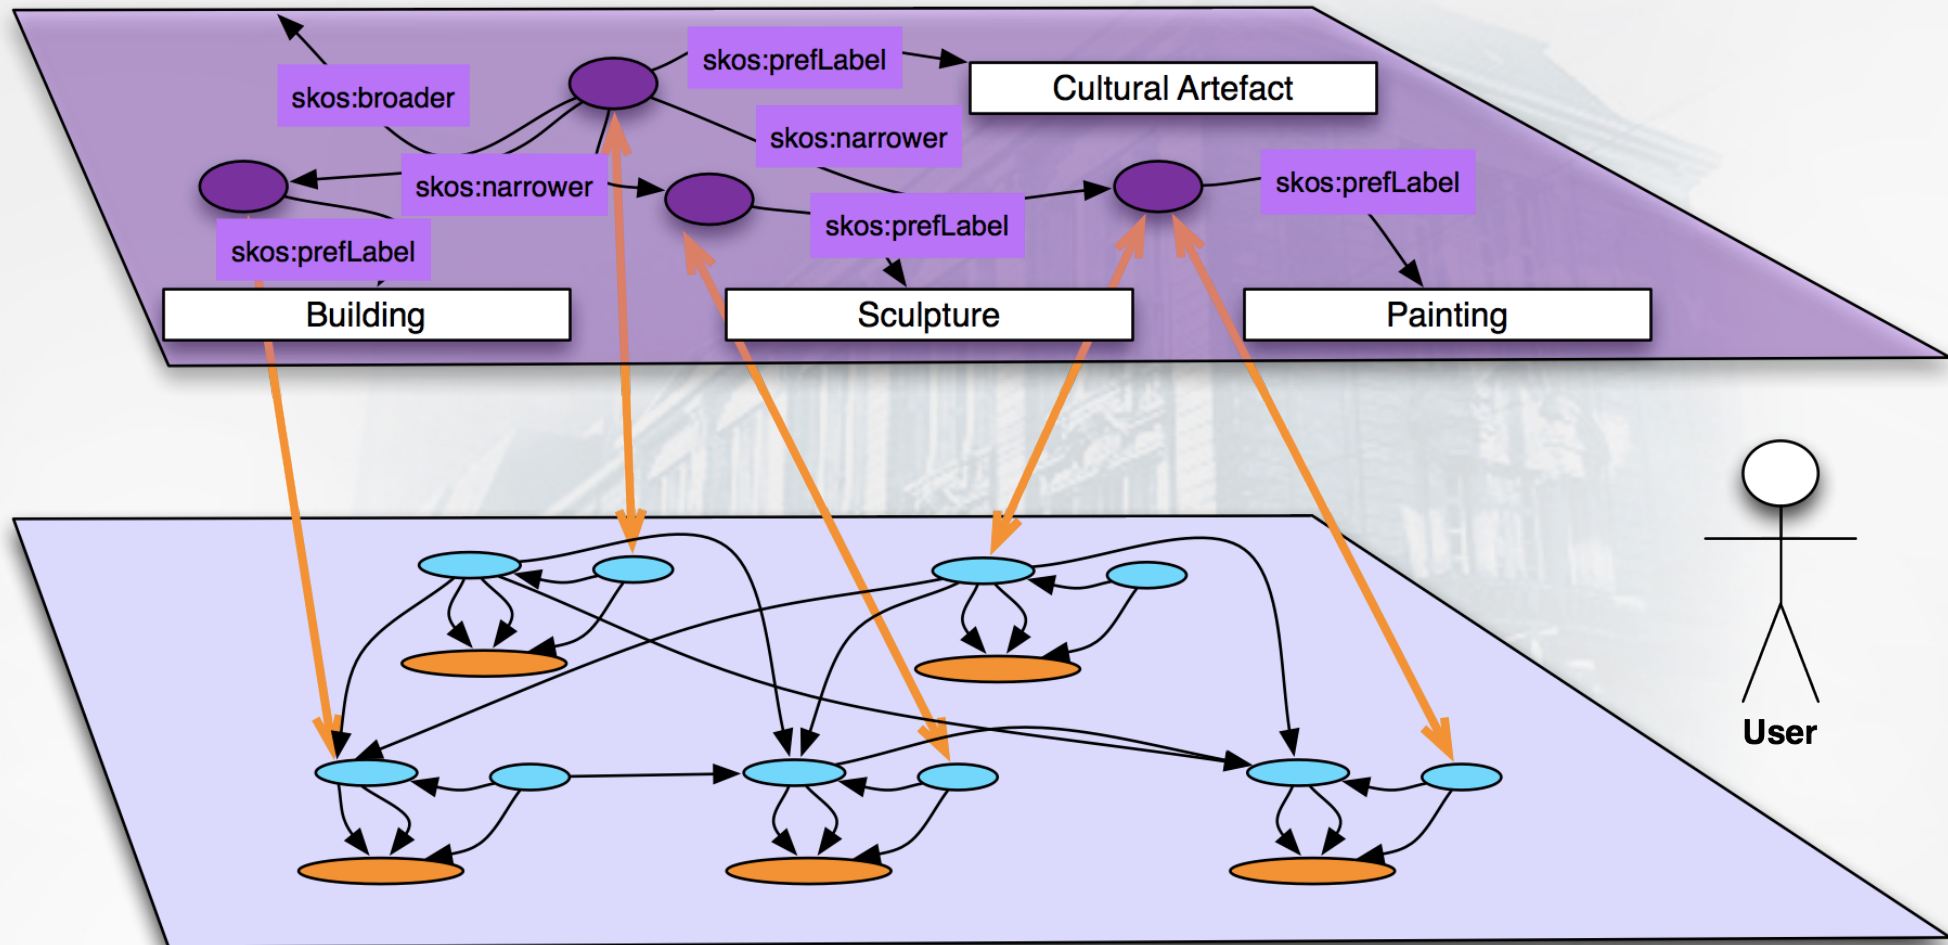 skos:prefLabel
Cultural Artefact
skos:broader
skos:narrower
skos:narrower
skos:prefLabel
skos:prefLabel
skos:prefLabel
Building
Sculpture
Painting
User